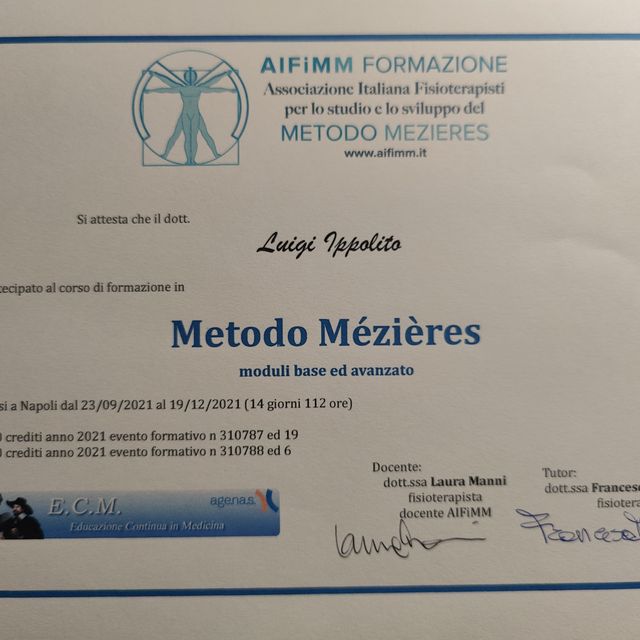 AIFiMM FORMAZIONE
Associazione Italiana Fisioterapisti
per lo studio e lo sviluppo del
METODO MEZIERES
www.aifimm.it
Si attesta che il dott.
Luigi Ippolito
tecipato al corso di formazione in
Metodo Mézières
moduli base ed avanzato
si a Napoli dal 23/09/2021 al 19/12/2021 (14 giorni 112 ore)
0 crediti anno 2021 evento formativo n 310787 ed 19
0 crediti anno 2021 evento formativo n 310788 ed 6
Docente:
dott.ssa Laura Manni
fisioterapista
docente AIFiMM
Tutor:
dott.ssa Francesc
fisiotera
E.C.M.
agenas.
Educazione Continua in Medicina